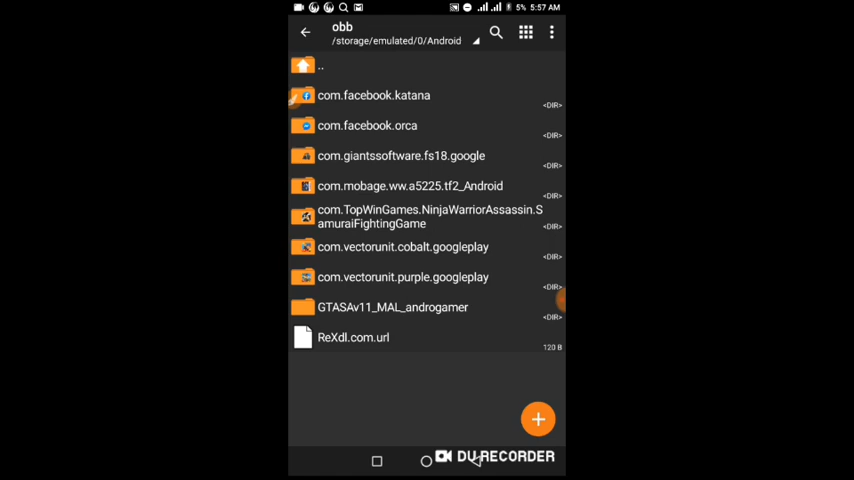 5% 5:57 AM
obb
/storage/emulated/0/Android
..
com.facebook.katana
<DIR>
com.facebook.orca
<DIR>
com.giantssoftware.fs18.google
<DIR>
com.mobage.ww.a5225.tf2_Android
<DIR>
com.TopWinGames.NinjaWarriorAssassin.S
amuraiFightingGame
<DIR>
com.vectorunit.cobalt.googleplay
<DIR>
com.vectorunit.purple.googleplay
<DIR>
GTASAv11_MAL_androgamer
<DIR>
ReXdl.com.url
120 B
DU RECORDER